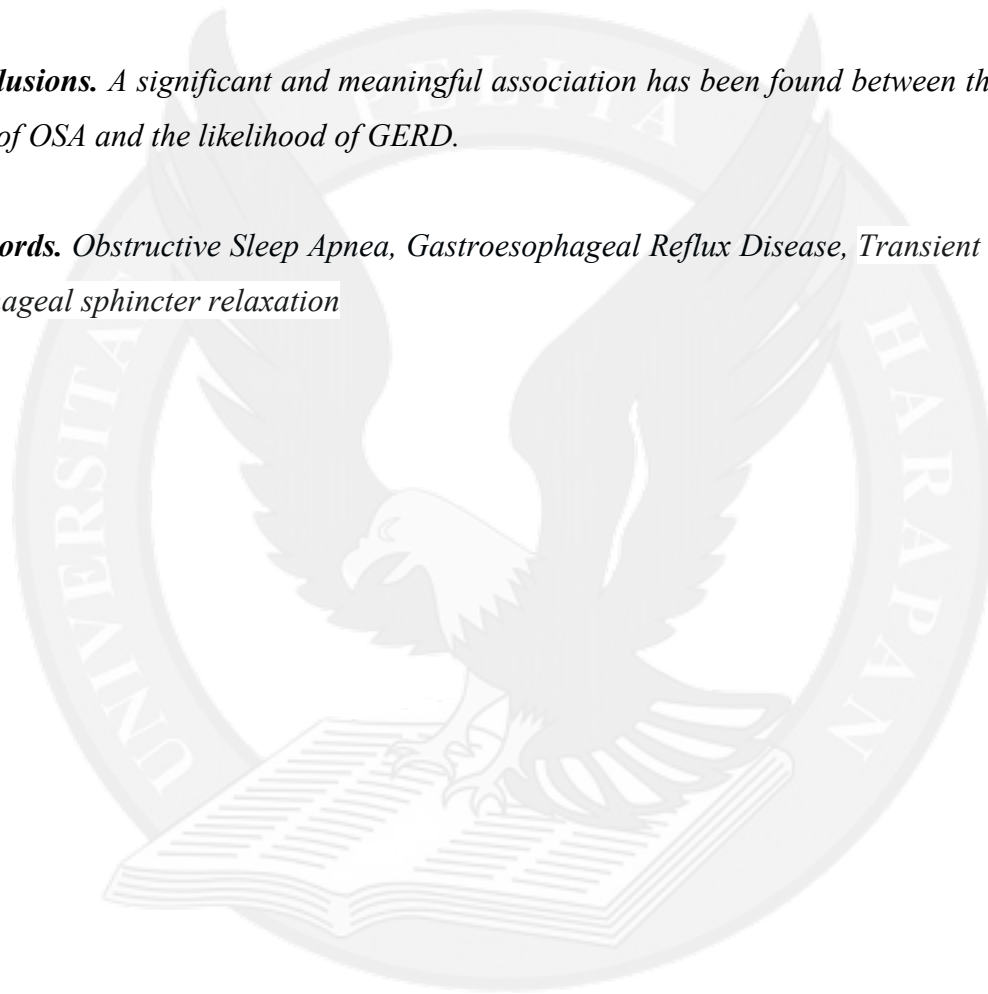 lusions. A significant and meaningful association has been found between th
of OSA and the likelihood of GERD.
ords. Obstructive Sleep Apnea, Gastroesophageal Reflux Disease, Transient
ageal sphincter relaxation
UNIVERSITAS PELITA HARAPAN